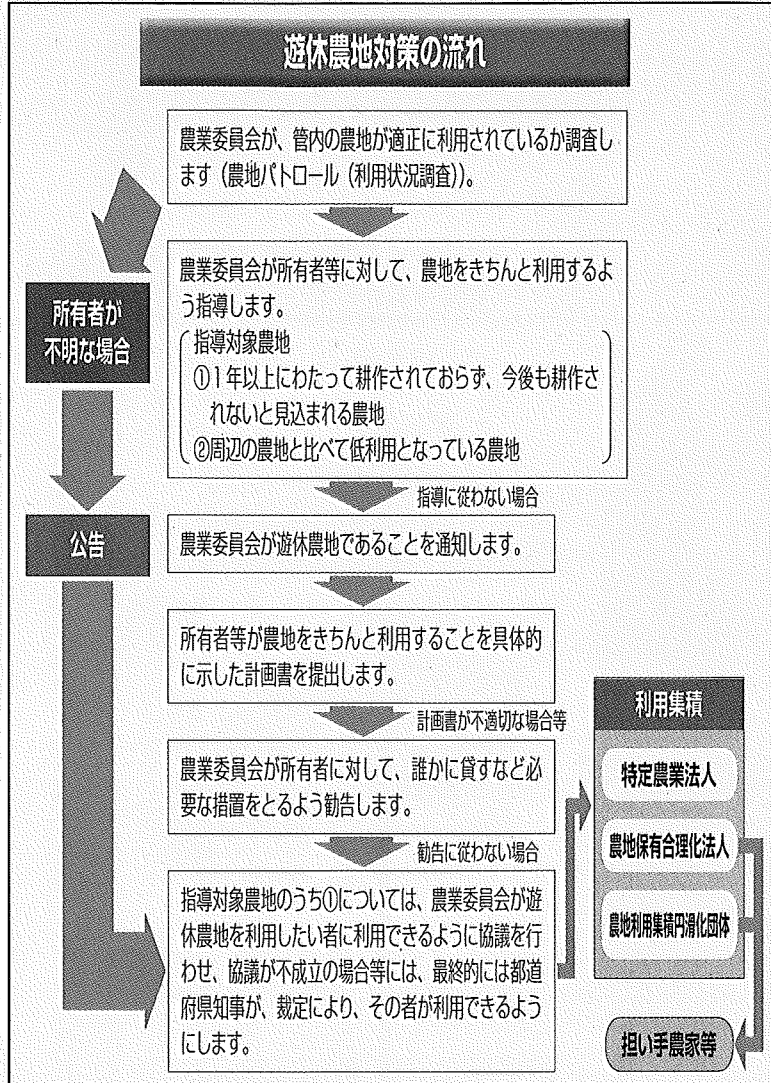 遊休農地対策の流れ
農業委員会が、管内の農地が適正に利用されているか調査し
ます（農地パトロール（利用状況調査））。
農業委員会が所有者等に対して、農地をきちんと利用するよ
う指導します。
指導対象農地
①1年以上にわたって耕作されておらず、今後も耕作さ
れないと見込まれる農地
②周辺の農地と比べて低利用となっている農地
所有者が
不明な場合
指導に従わない場合
公告
農業委員会が遊休農地であることを通知します。
所有者等が農地をきちんと利用することを具体的
に示した計画書を提出します。
計画書が不適切な場合等
農業委員会が所有者に対して、誰かに貸すなど必
要な措置をとるよう勧告します。
勧告に従わない場合
指導対象農地のうち①については、農業委員会が遊
休農地を利用したい者に利用できるように協議を行
わせ、協議が不成立の場合等には、最終的には都道
府県知事が、裁定により、その者が利用できるよう
にします。
利用集積
特定農業法人
農地保有合理化法人
農地利用集積円滑化団体
担い手農家等